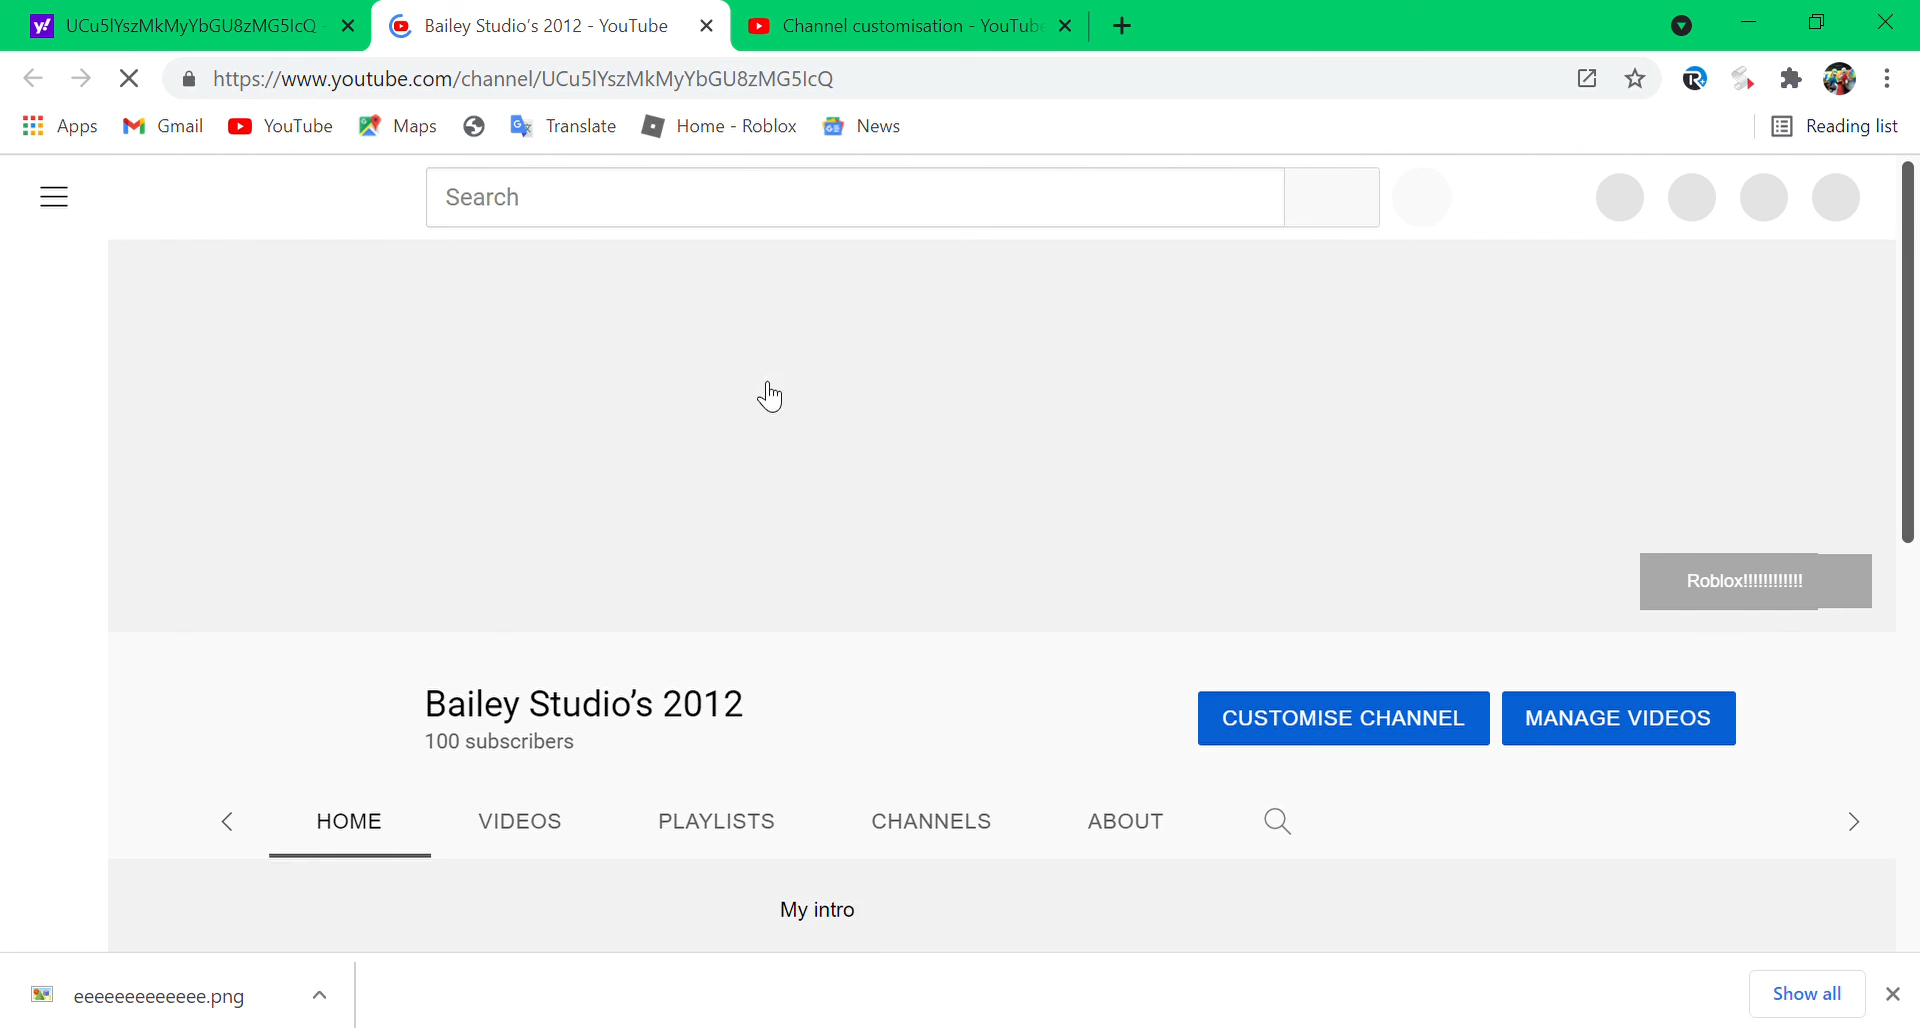 UCu5lYszMkMyYbGU8zMG5IcQ -
Bailey Studio's 2012 - YouTube
Channel customisation - YouTube
https://www.youtube.com/channel/UCu5lYszMkMyYbGU8zMG5IcQ
Apps
Gmail
YouTube
Maps
Translate
Home - Roblox
News
Reading list
Search
Roblox!!!!!!!!!!!!
Bailey Studio’s 2012
100 subscribers
CUSTOMISE CHANNEL
MANAGE VIDEOS
HOME
VIDEOS
PLAYLISTS
CHANNELS
ABOUT
My intro
eeeeeeeeeeeee.png
Show all